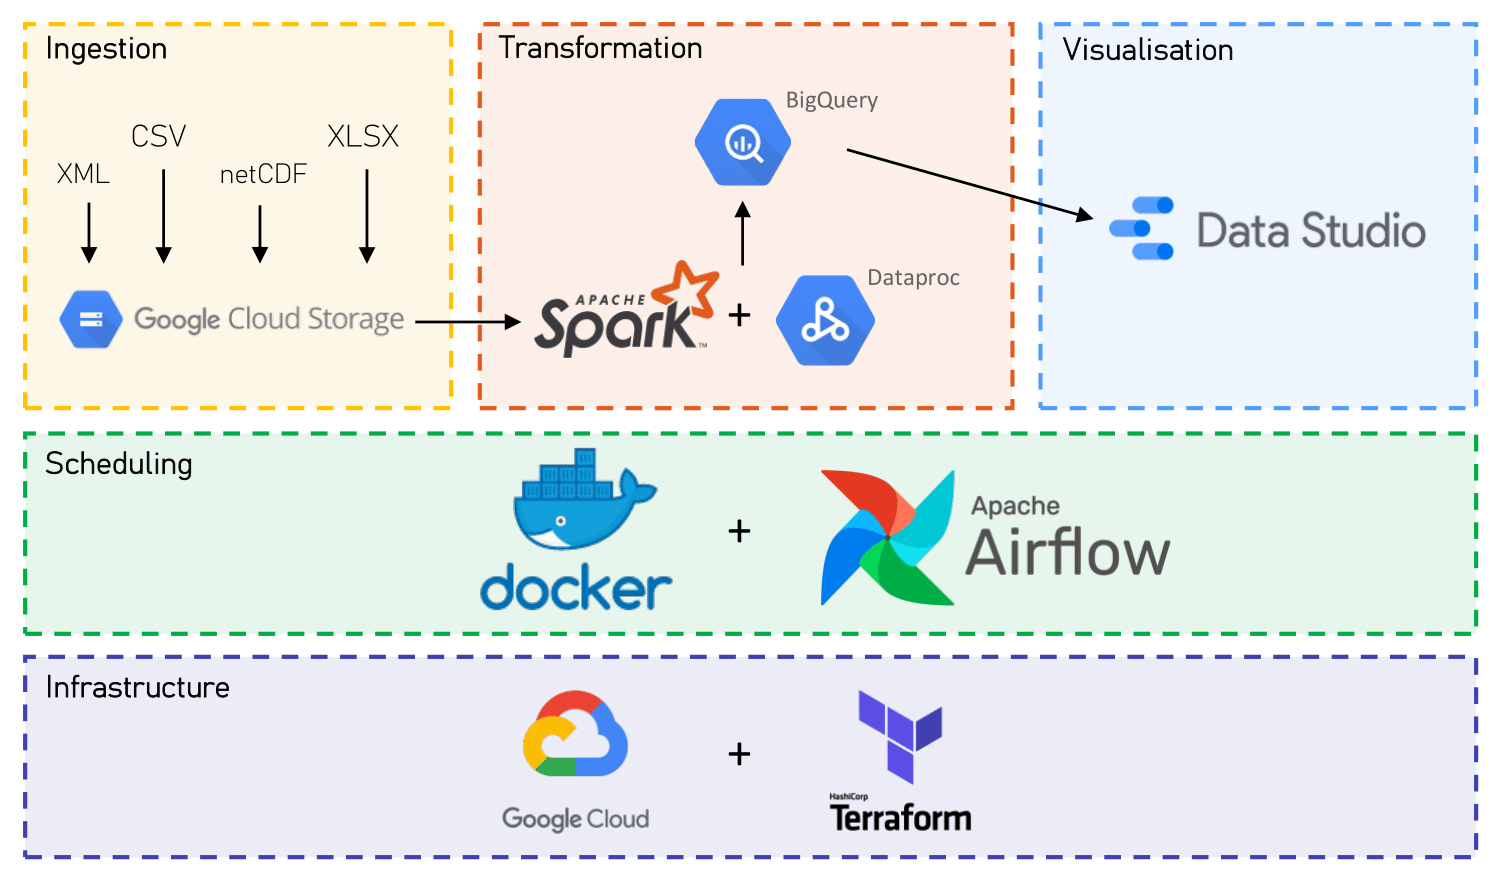 Ingestion
XML
CSV
netCDF
XLSX
Google Cloud Storage
Transformation
BigQuery
APACHE
Spark™
+
Dataproc
Visualisation
Data Studio
Scheduling
docker
+
Apache
Airflow
Infrastructure
Google Cloud
+
HashiCorp
Terraform